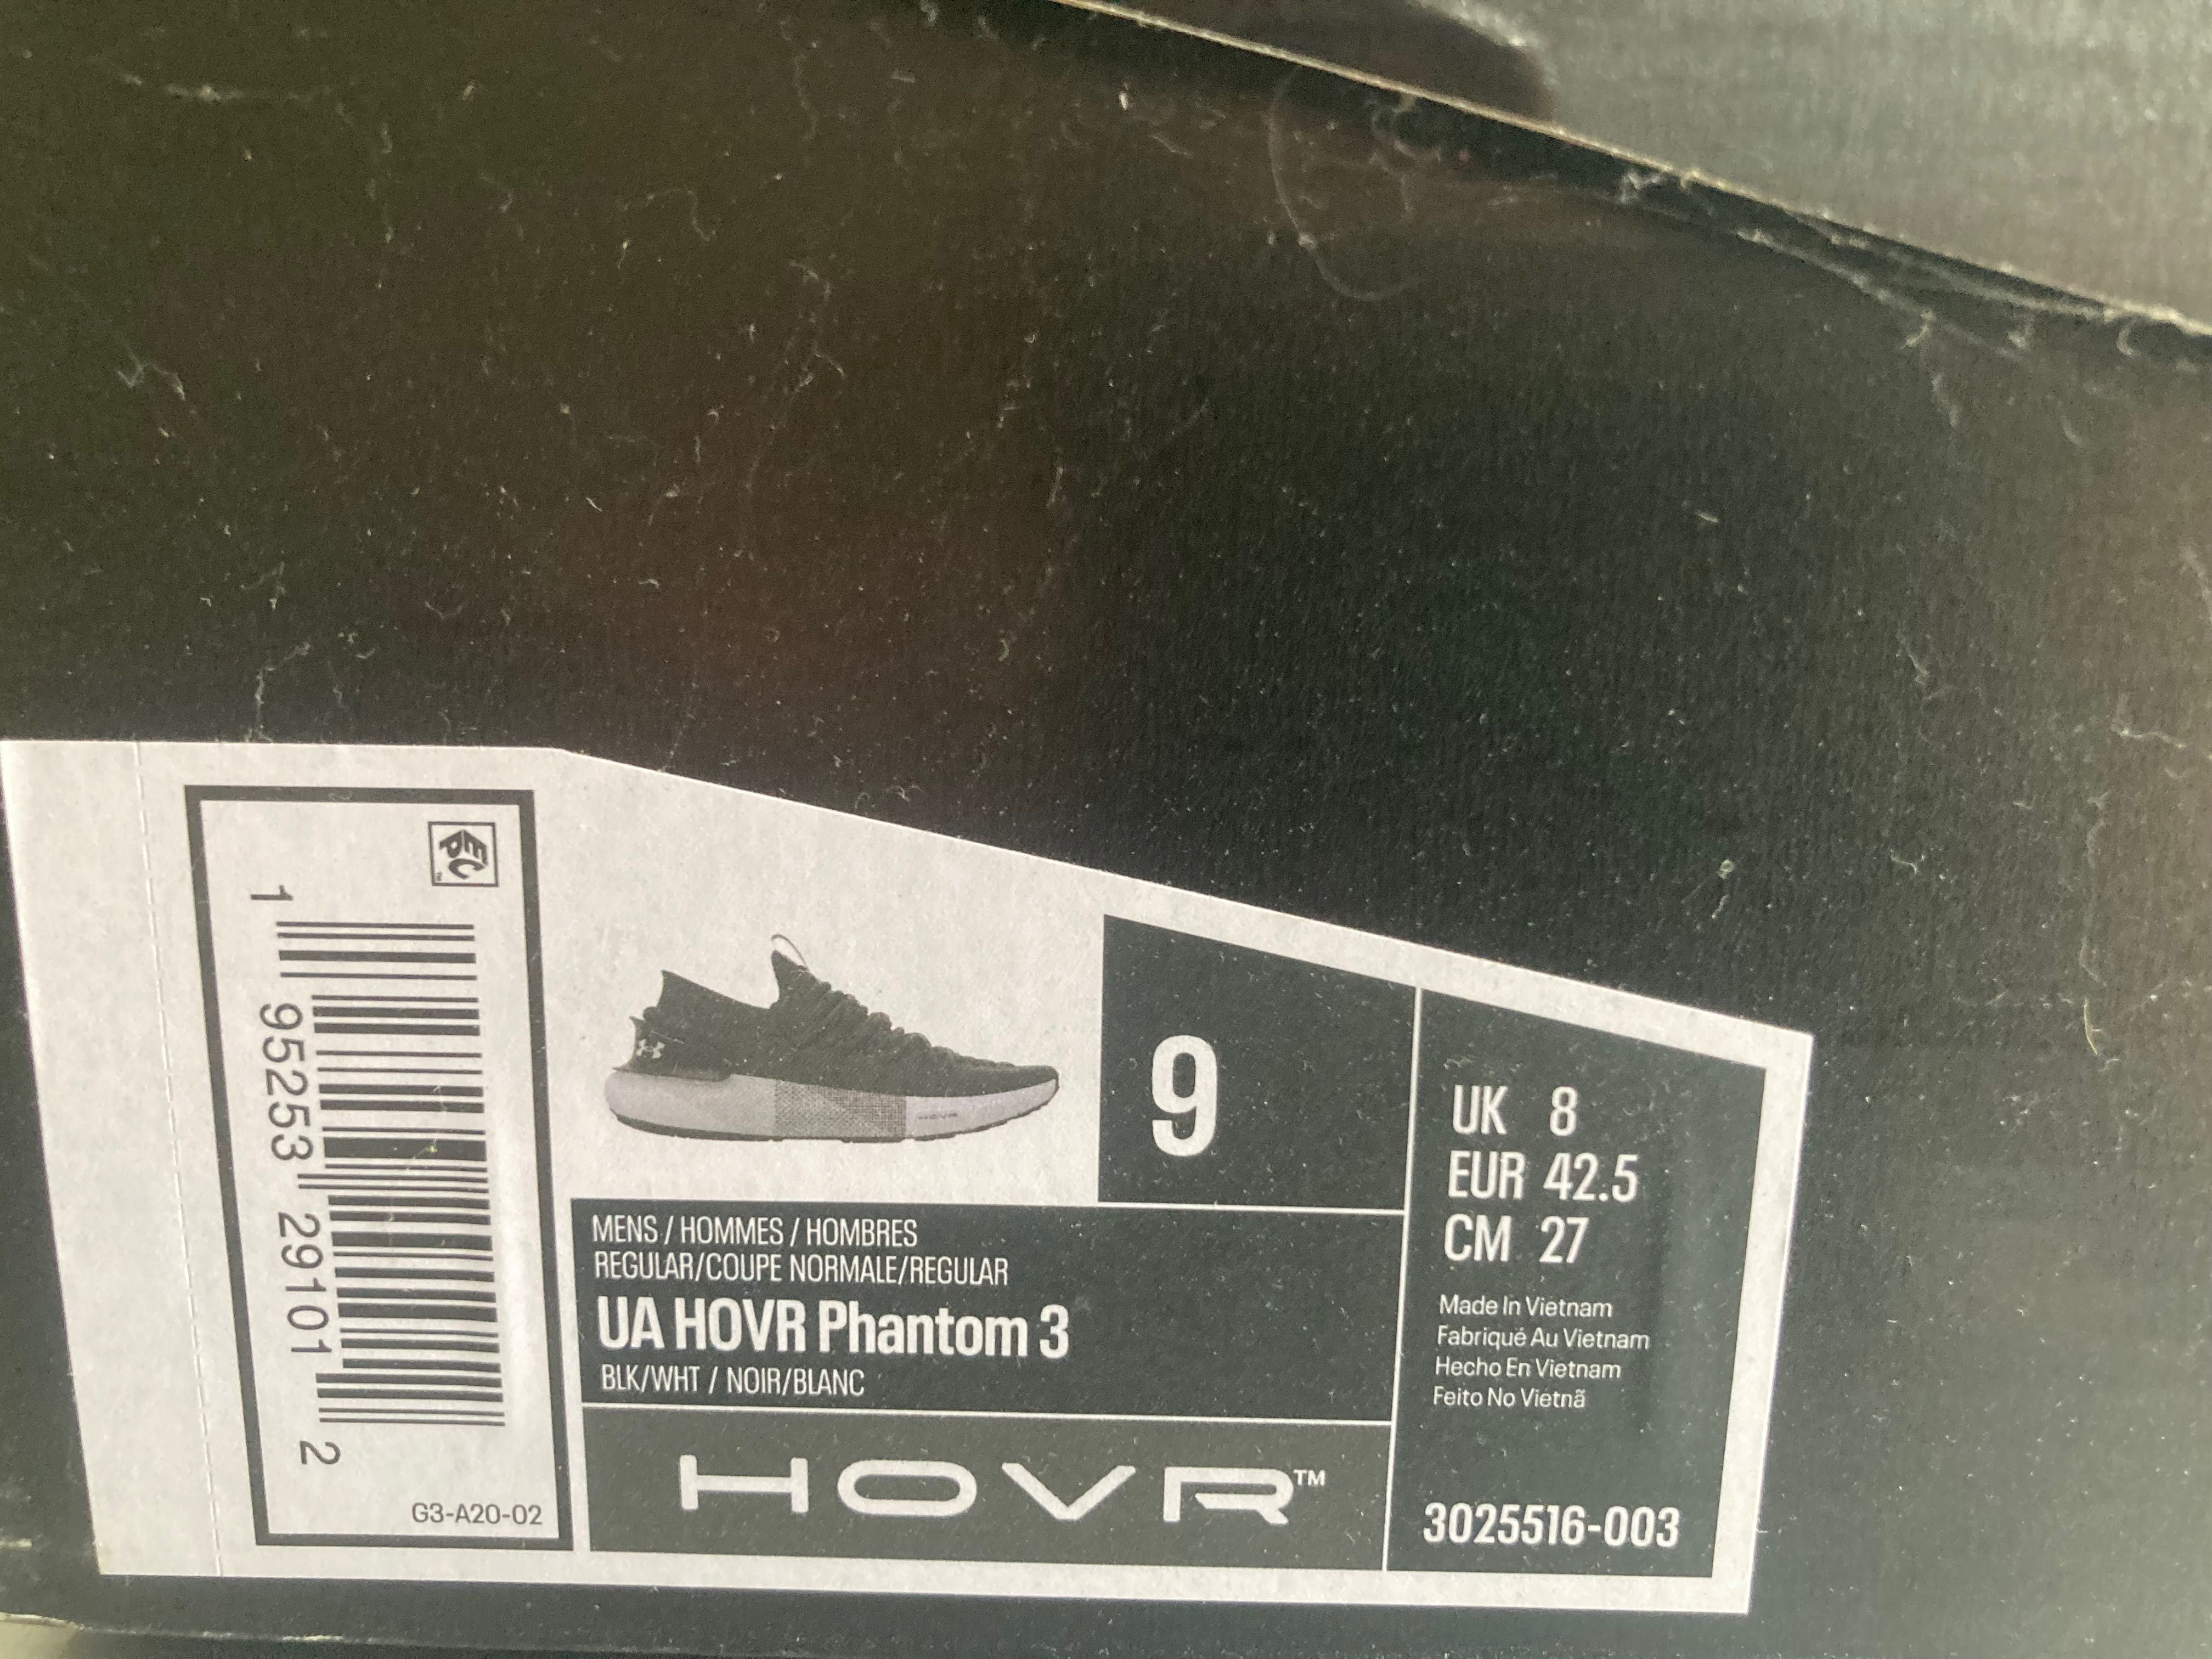 1 95253 29101 2
G3-A20-02
EPC
9
MENS / HOMMES / HOMBRES
REGULAR/COUPE NORMALE/REGULAR
UA HOVR Phantom 3
BLK/WHT / NOIR/BLANC
HOVR™
UK 8
EUR 42.5
CM 27
Made In Vietnam
Fabriqué Au Vietnam
Hecho En Vietnam
Feito No Vietnã
3025516-003
HOVR